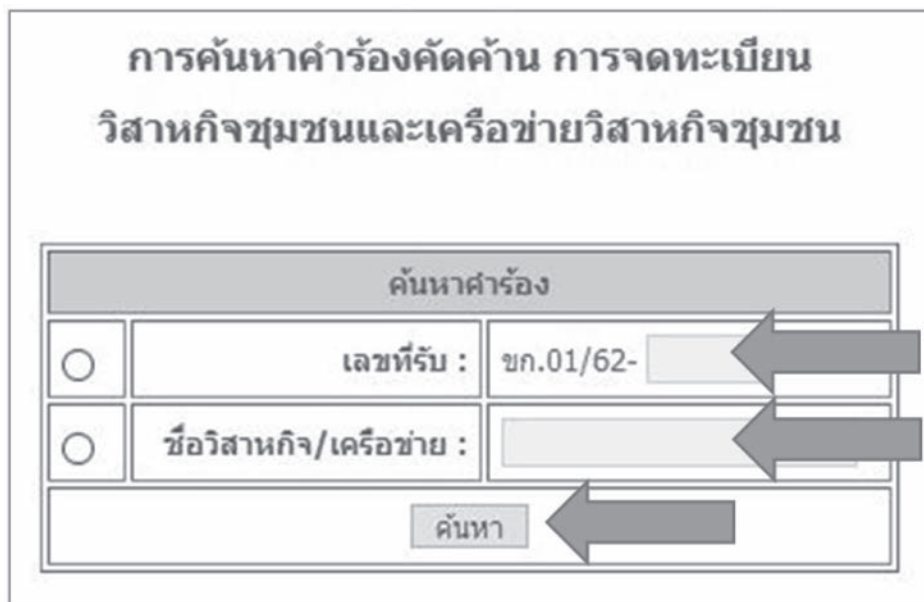 การค้นหาคำร้องคัดค้าน การจดทะเบียน
วิสาหกิจชุมชนและเครือข่ายวิสาหกิจชุมชน
ค้นหาคำร้อง
เลขที่รับ : ขก.01/62-
ชื่อวิสาหกิจ/เครือข่าย :
ค้นหา